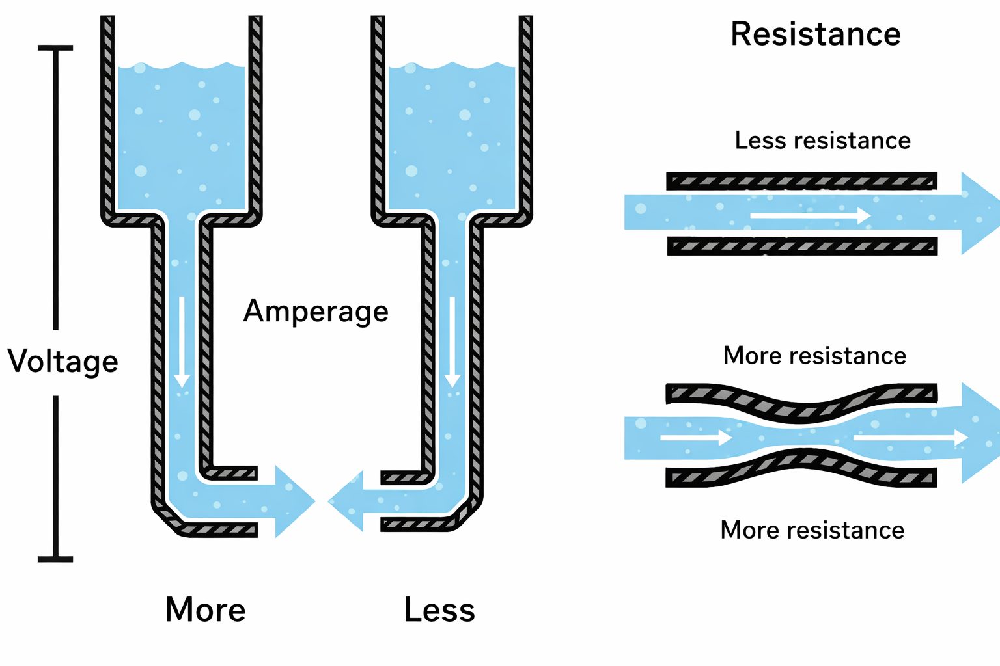 Voltage
Amperage
More
Less
Resistance
Less resistance
More resistance
More resistance